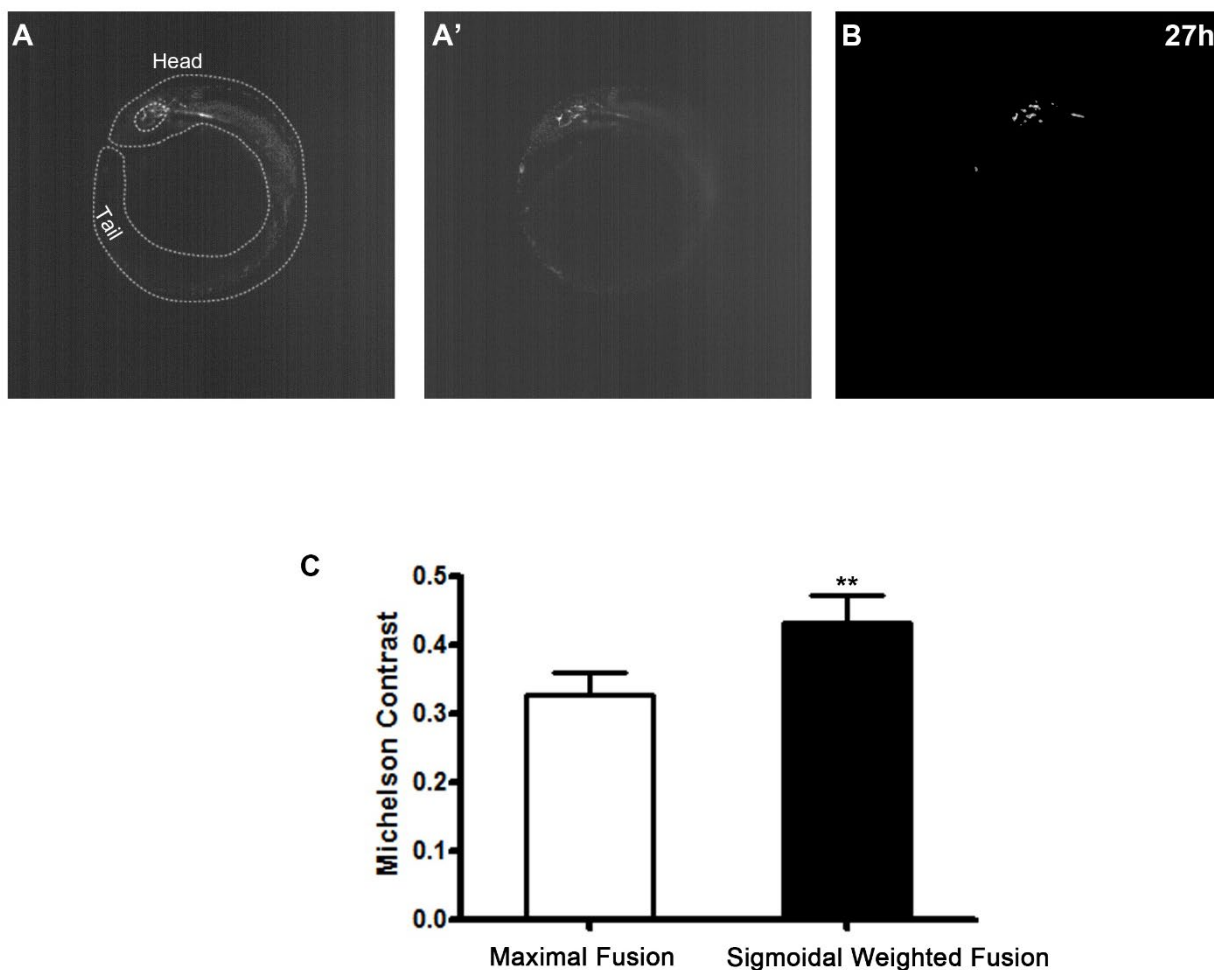 A
Head
Tail
A’
B
27h
C
Michelson Contrast
0.5
0.4
0.3
0.2
0.1
0.0
**
Maximal Fusion
Sigmoidal Weighted Fusion